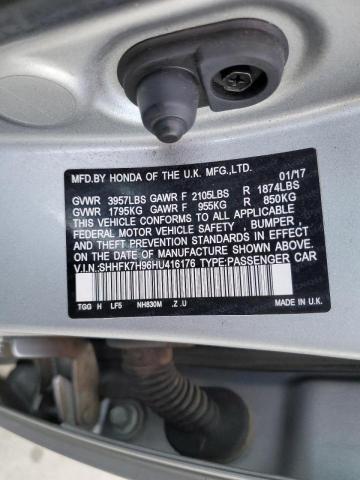 MFD.BY HONDA OF THE U.K. MFG.,LTD. 01/17
GVWR 3957LBS GAWR F 2105LBS R 1874LBS
GVWR 1795KG GAWR F 955KG R 850KG
THIS VEHICLE CONFORMS TO ALL APPLICABLE
FEDERAL MOTOR VEHICLE SAFETY, BUMPER,
AND THEFT PREVENTION STANDARDS IN EFFECT
ON THE DATE OF MANUFACTURE SHOWN ABOVE.
V.I.N.:SHHFK7H96HU416176 TYPE:PASSENGER CAR
TGG H LF5 NH830M .Z .U MADE IN U.K.